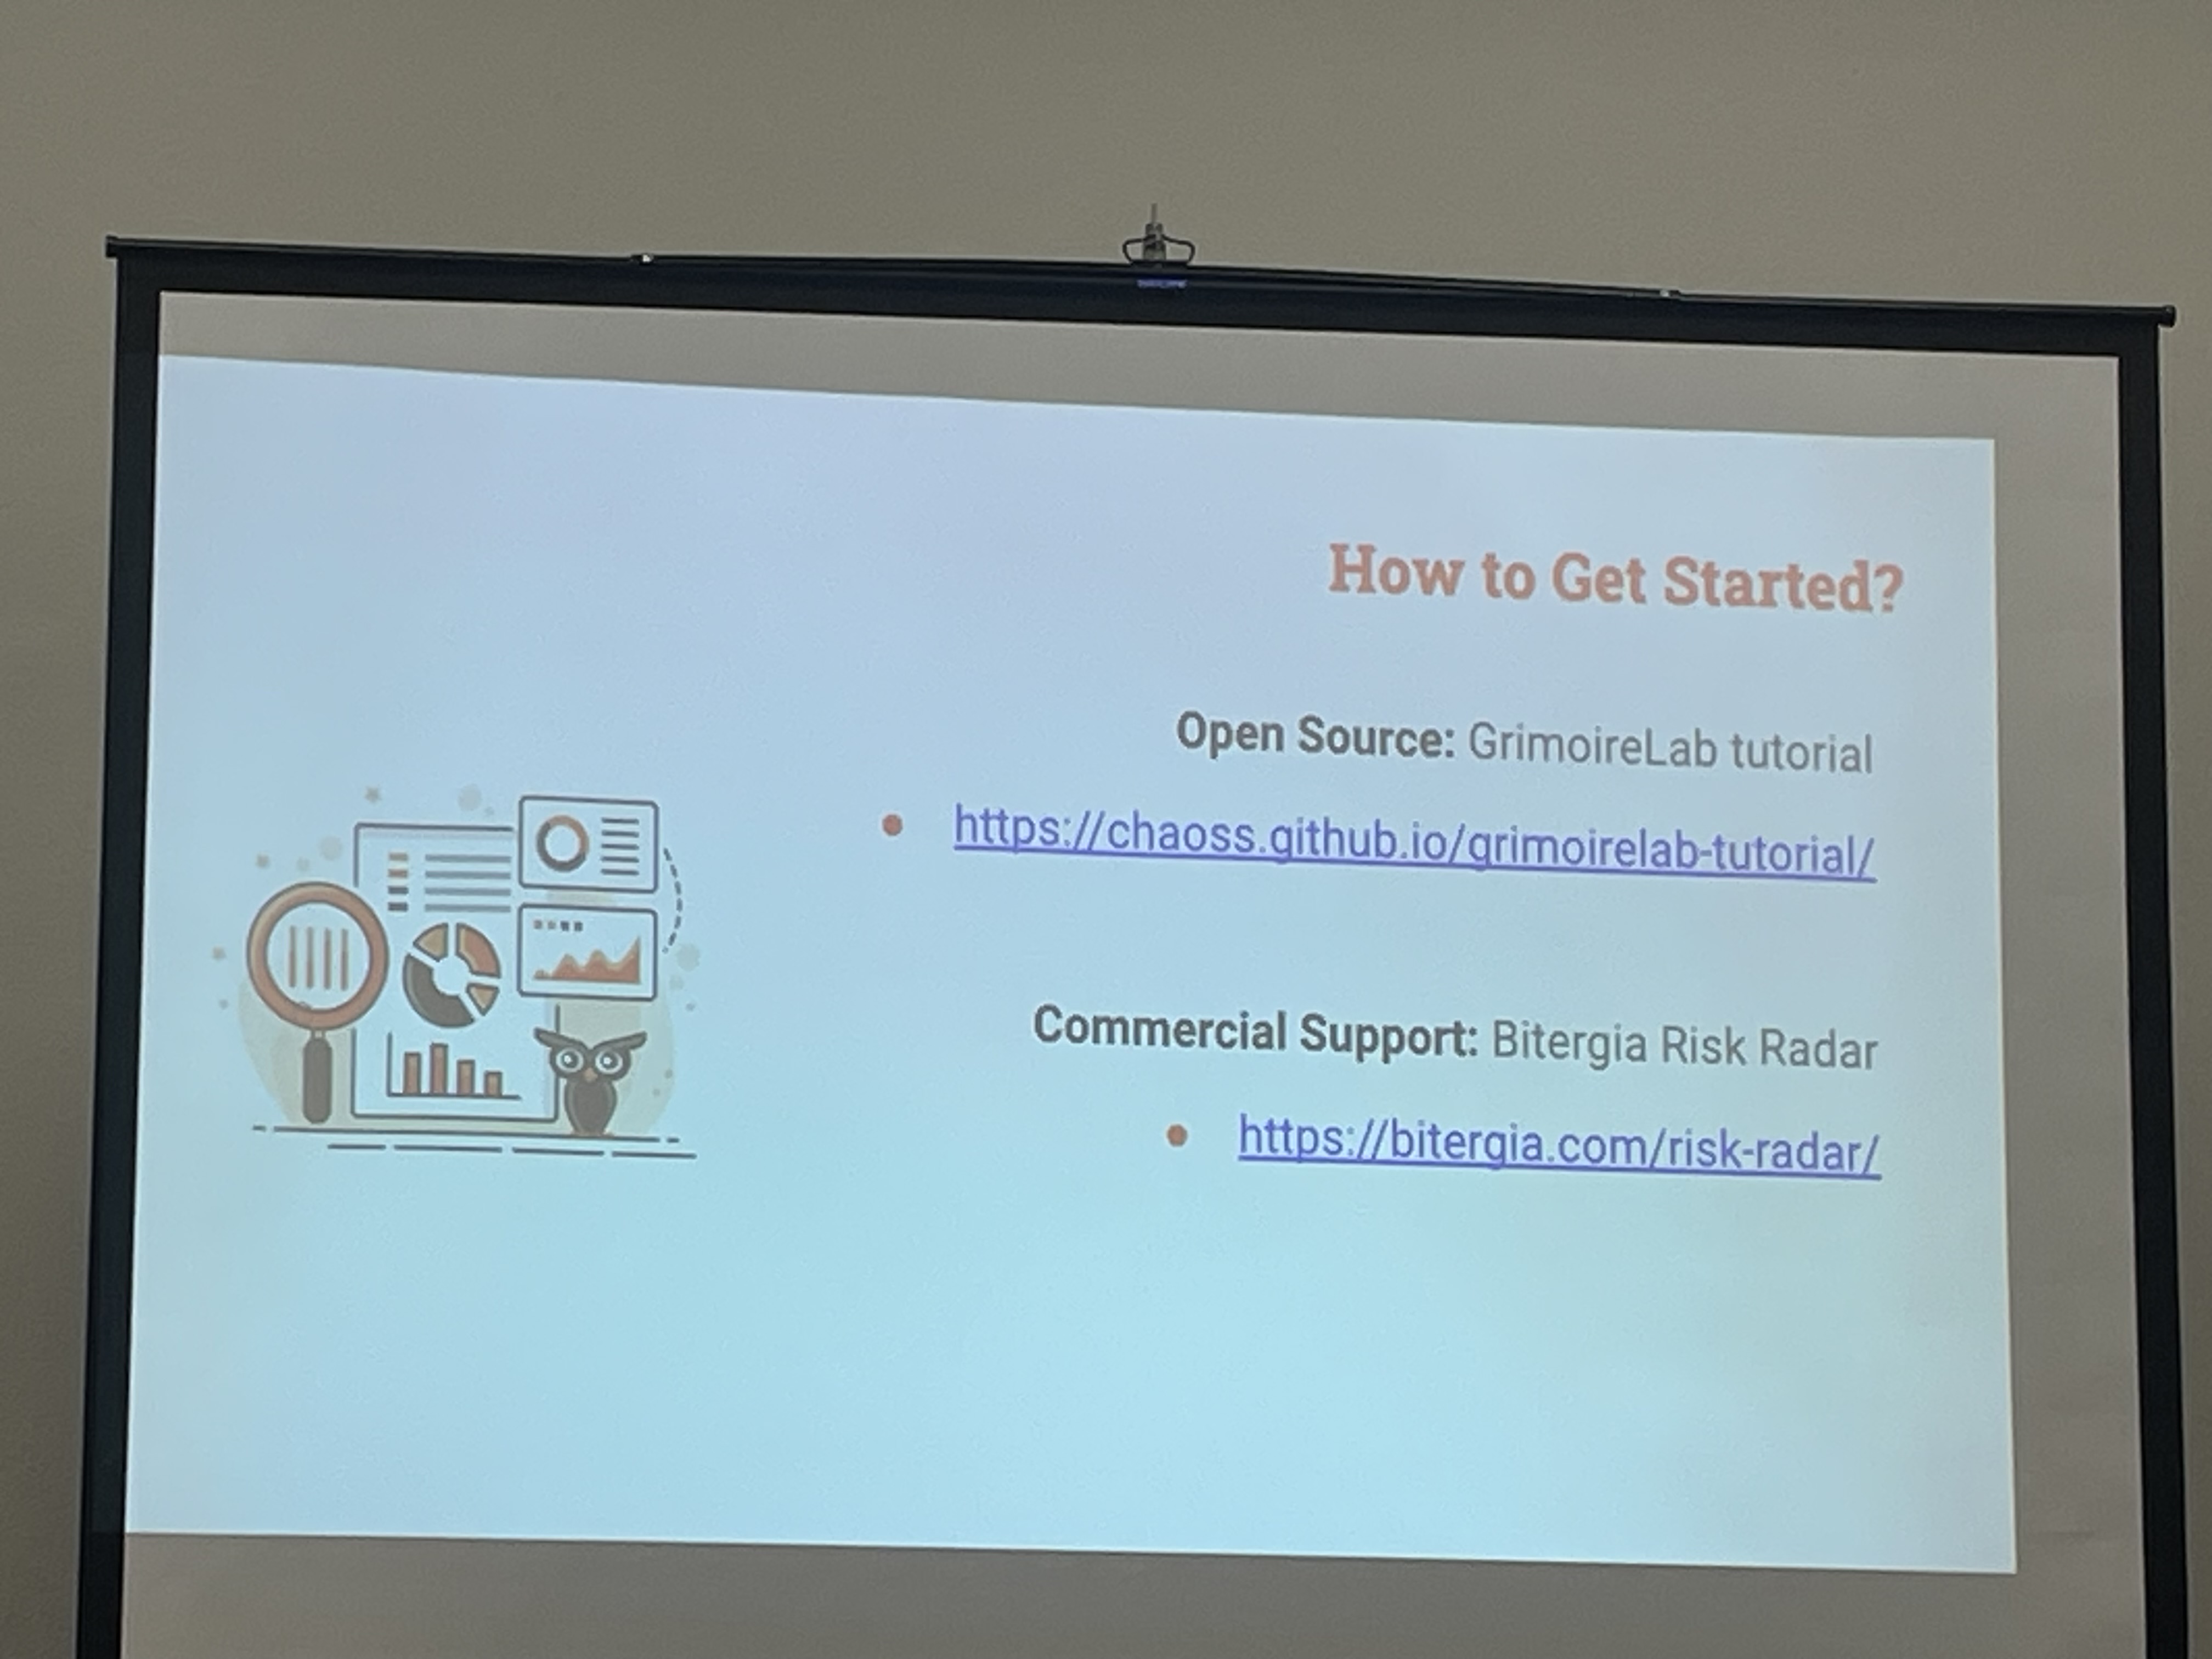 How to Get Started?
Open Source: GrimoireLab tutorial
https://chaoss.github.io/grimoirelab-tutorial/
Commercial Support: Bitergia Risk Radar
https://bitergia.com/risk-radar/